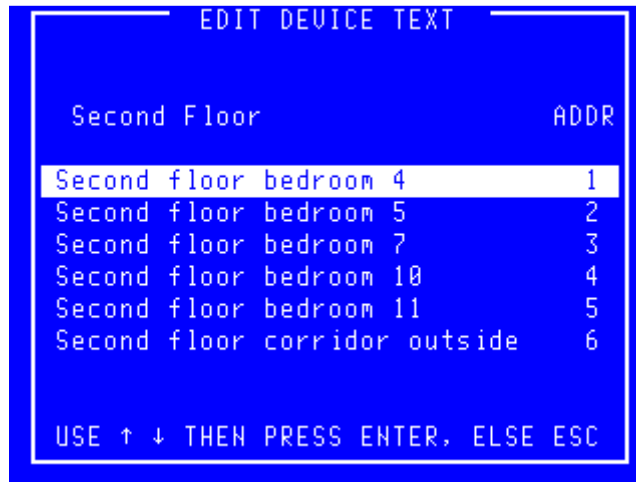 EDIT DEVICE TEXT
Second Floor ADDR
Second floor bedroom 4 1
Second floor bedroom 5 2
Second floor bedroom 7 3
Second floor bedroom 10 4
Second floor bedroom 11 5
Second floor corridor outside 6
USE ↑ ↓ THEN PRESS ENTER, ELSE ESC